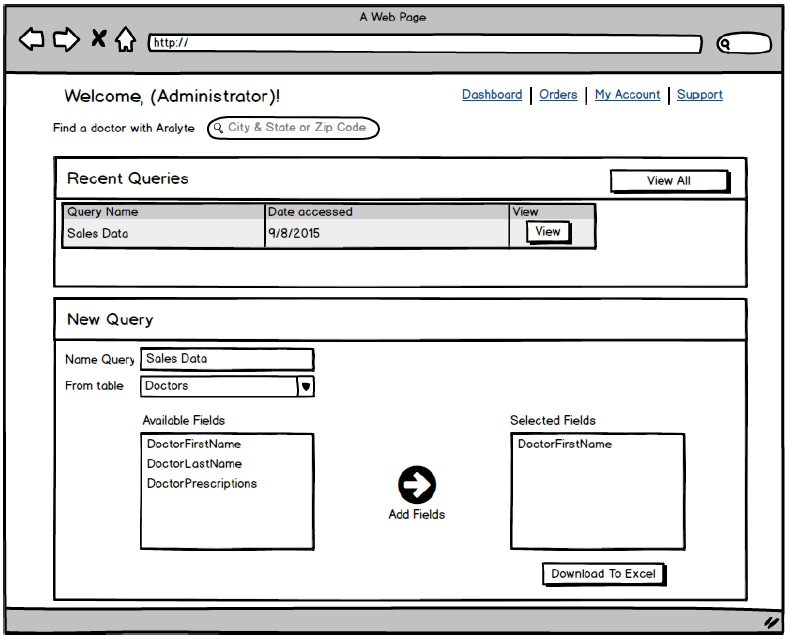 A Web Page
http://
Welcome, (Administrator)!
Dashboard | Orders | My Account | Support
Find a doctor with Aralyte City & State or Zip Code
Recent Queries View All
Query Name Date accessed View
Sales Data 9/8/2015 View
New Query
Name Query Sales Data
From table Doctors
Available Fields Selected Fields
DoctorFirstName DoctorFirstName
DoctorLastName
DoctorPrescriptions
Add Fields
Download To Excel